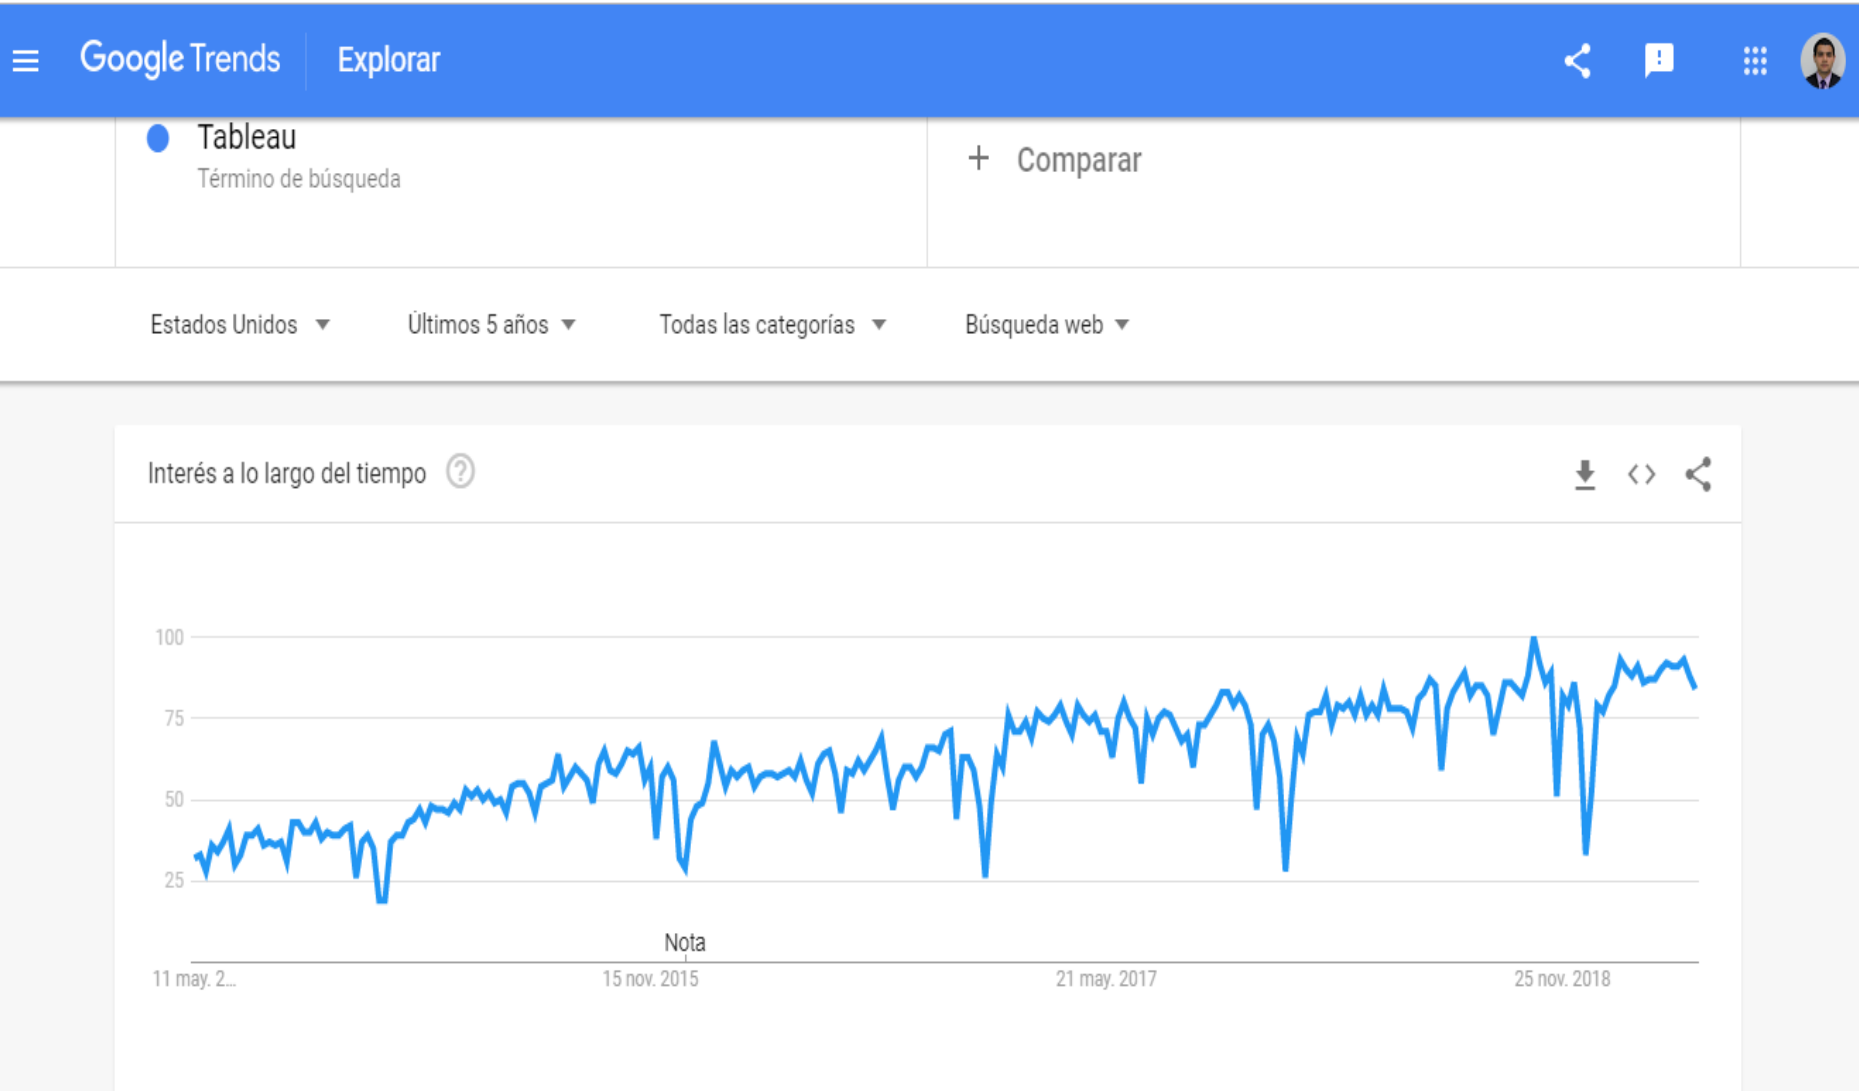 Google Trends Explorar
Tableau
Término de búsqueda
+ Comparar
Estados Unidos Últimos 5 años Todas las categorías Búsqueda web
Interés a lo largo del tiempo
100
75
50
25
Nota
11 may. 2... 15 nov. 2015 21 may. 2017 25 nov. 2018